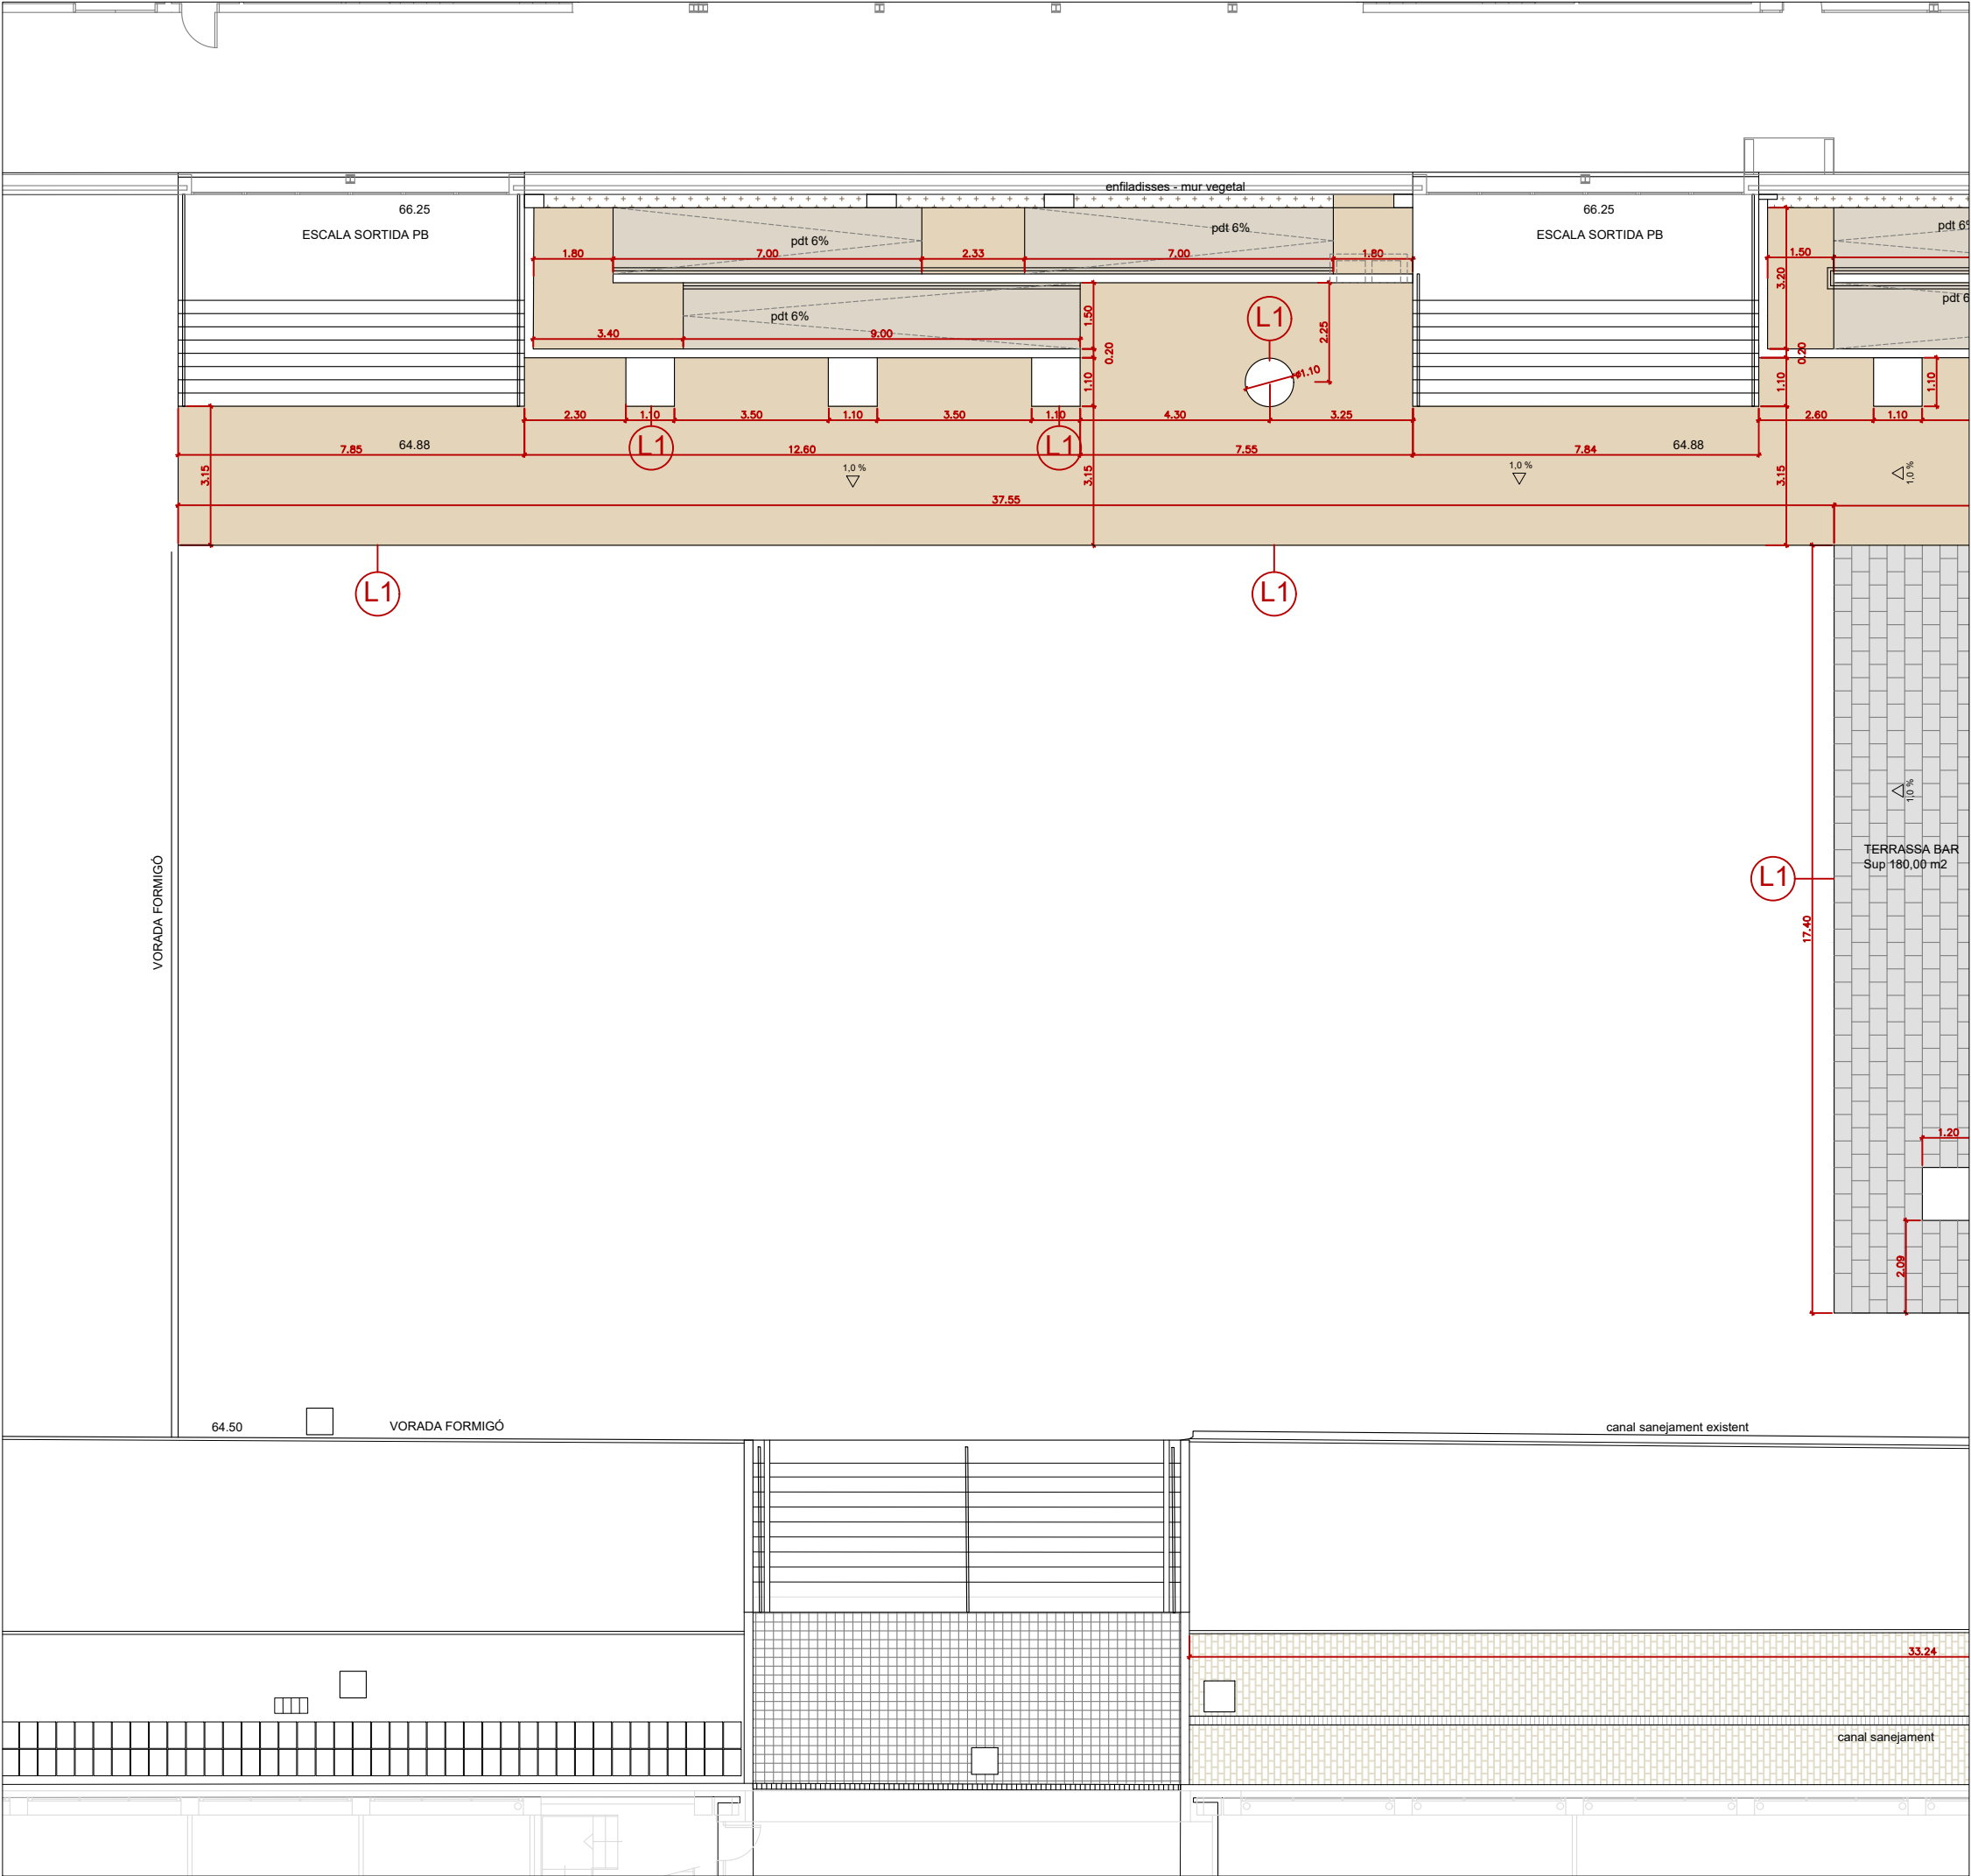 enfiladisses - mur vegetal
66.25
ESCALA SORTIDA PB
66.25
ESCALA SORTIDA PB
pdt 6%
pdt 6%
pdt 6%
1.80
7.00
2.33
7.00
1.80
1.50
3.20
pdt 6%
3.40
9.00
1.50
0.20
L1
2.25
pdt 6
0.20
1.10
ø1.10
1.10
1.10
2.30
1.10
3.50
1.10
3.50
1.10
4.30
3.25
2.60
1.10
L1
L1
7.85
64.88
12.60
7.55
7.84
64.88
3.15
1,0 %
3.15
1,0 %
3.15
1,0 %
37.55
L1
L1
1,0 %
TERRASSA BAR
Sup 180,00 m2
L1
VORADA FORMIGÓ
17.40
1.20
2.09
64.50
VORADA FORMIGÓ
canal sanejament existent
33.24
canal sanejament